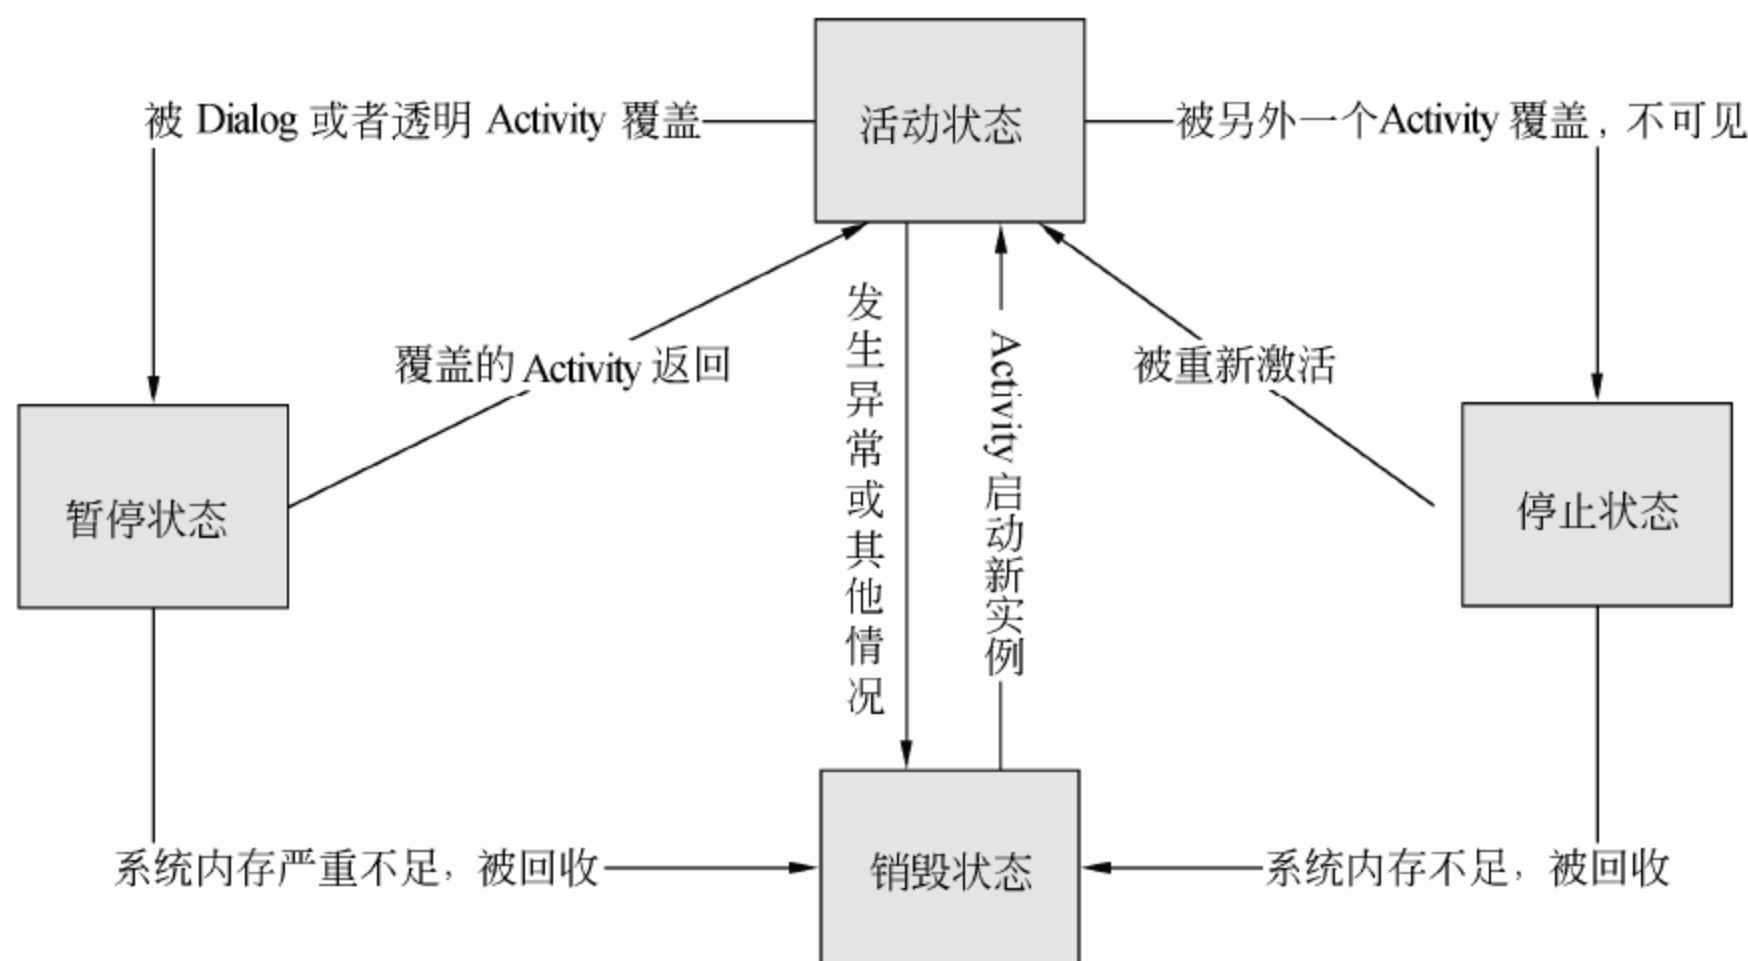 活动状态
被 Dialog 或者透明 Activity 覆盖
被另外一个Activity 覆盖，不可见
覆盖的 Activity 返回
发生异常或其他情况
Activity 启动新实例
被重新激活
暂停状态
停止状态
系统内存严重不足，被回收
销毁状态
系统内存不足，被回收